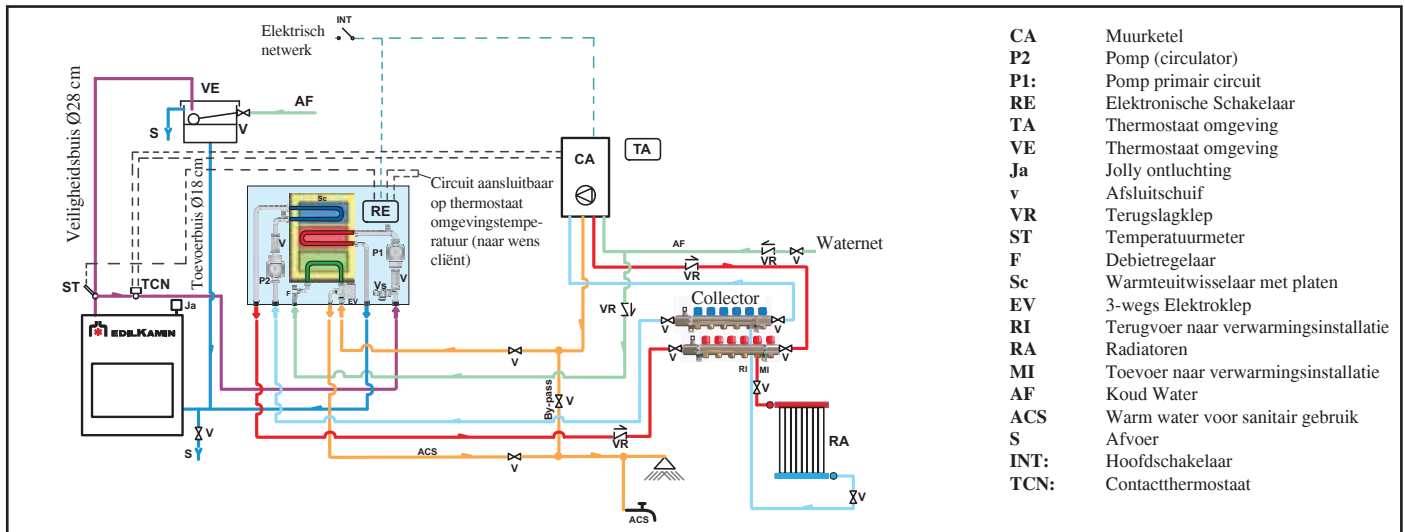 INT
Elektrisch
netwerk
Veiligheidsbuis Ø28 cm
VE
AF
V
S
Toevoerbuis Ø18 cm
CA
TA
Sc
RE
Circuit aansluitbaar
op thermostaat
omgevingstempe-
ratuur (naar wens
cliënt)
V
P1
P2
V
Vs
F
EV
ST
TCN
Ja
EDILKAMIN
AF
VR
V
Waternet
VR
VR
Collector
V
V
V
V
RI
MI
V
V
By-pass
V
VR
RA
V
S
V
ACS
V
ACS
CA Muurketel
P2 Pomp (circulator)
P1: Pomp primair circuit
RE Elektronische Schakelaar
TA Thermostaat omgeving
VE Thermostaat omgeving
Ja Jolly ontluchting
v Afsluitschuif
VR Terugslagklep
ST Temperatuurmeter
F Debietregelaar
Sc Warmteuitwisselaar met platen
EV 3-wegs Elektroklep
RI Terugvoer naar verwarmingsinstallatie
RA Radiatoren
MI Toevoer naar verwarmingsinstallatie
AF Koud Water
ACS Warm water voor sanitair gebruik
S Afvoer
INT: Hoofdschakelaar
TCN: Contactthermostaat